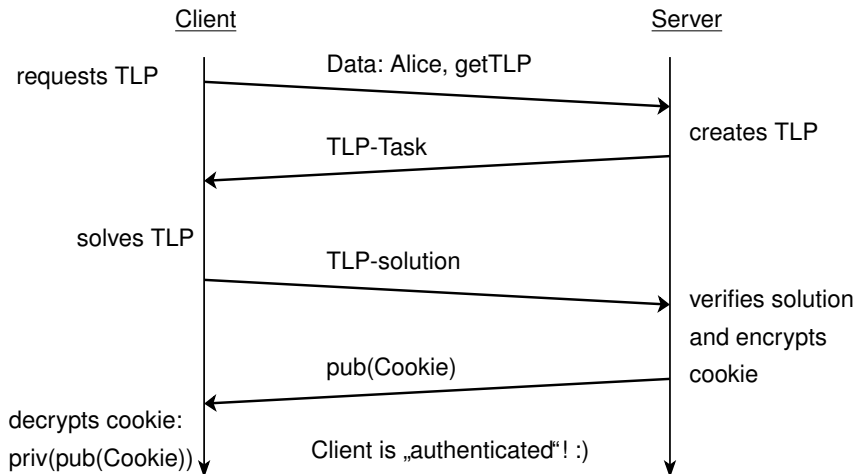 Client
Server
Data: Alice, getTLP
requests TLP
creates TLP
TLP-Task
solves TLP
TLP-solution
verifies solution
and encrypts
cookie
pub(Cookie)
decrypts cookie:
priv(pub(Cookie))
Client is „authenticated“! :)